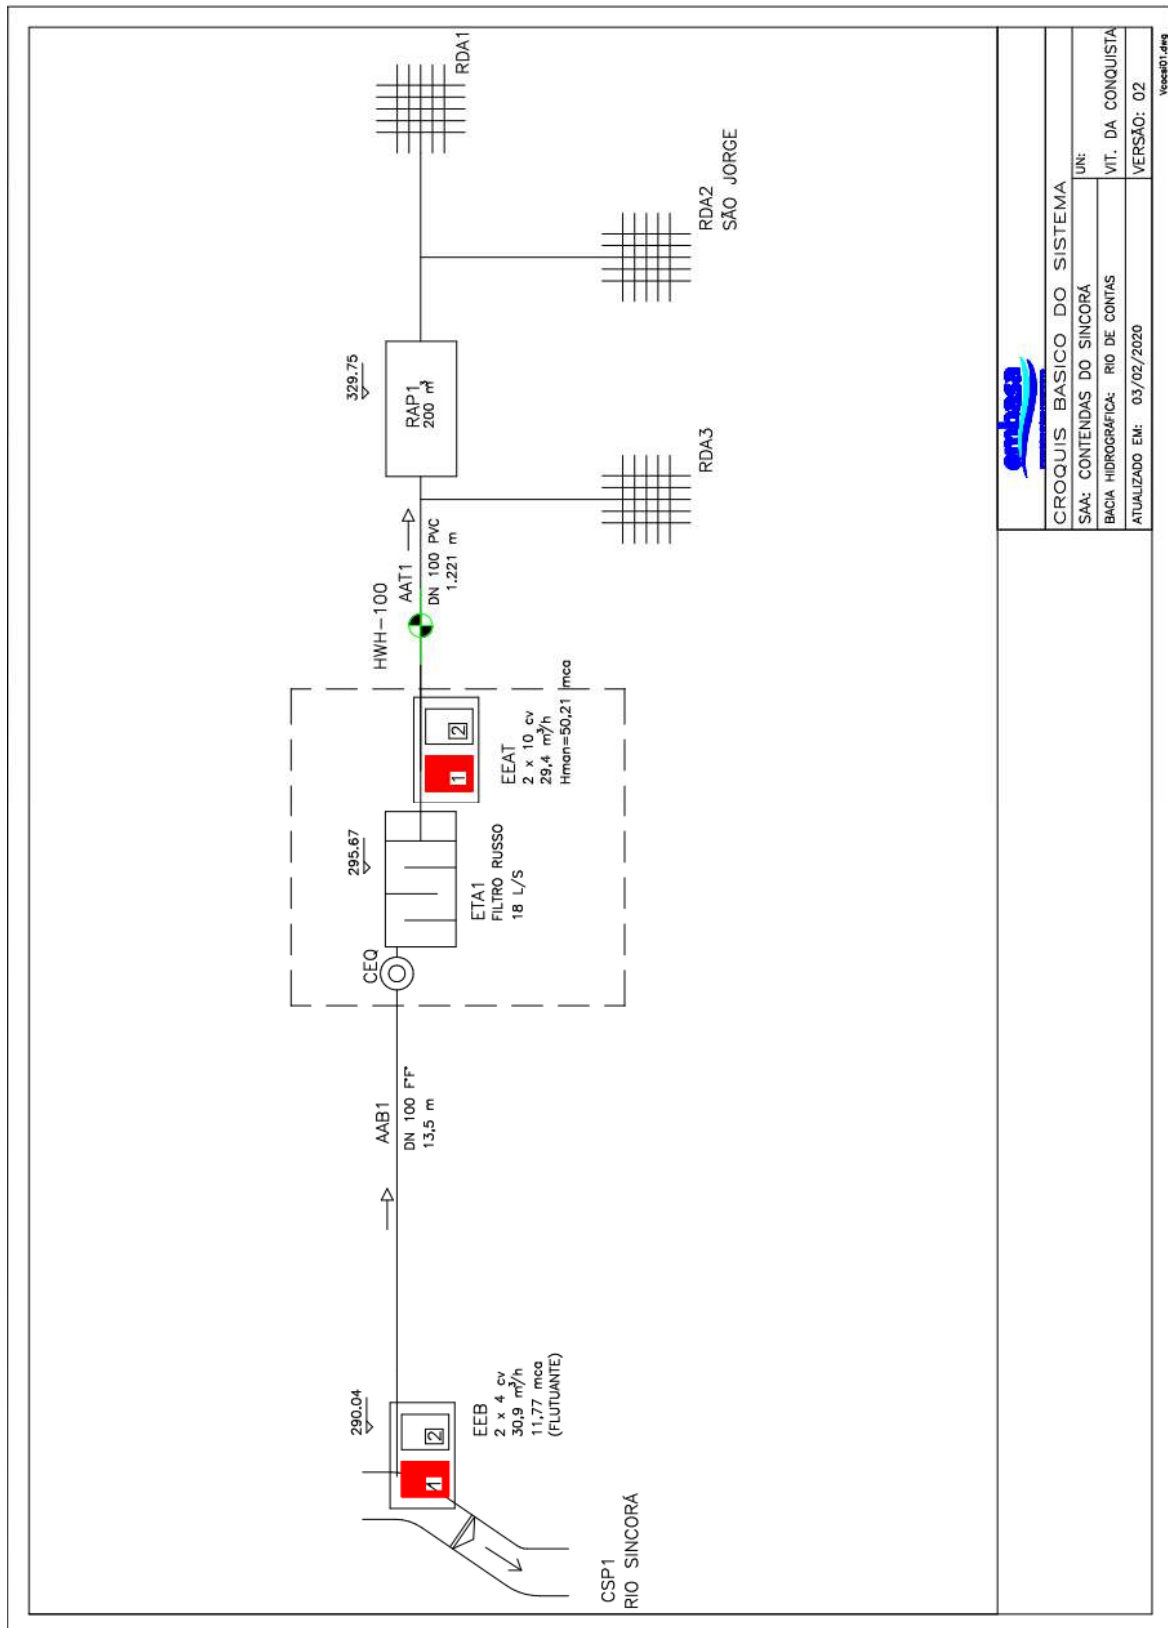 CSP1
RIO SINCORÁ
290.04
1
2
EEB
2 x 4 cv
30,9 m³/h
11,77 mca
(FLUTUANTE)
AAB1
DN 100 FºFº
13,5 m
CEQ
295.67
ETA1
FILTRO RUSSO
18 L/S
1
2
EEAT
2 x 10 cv
29,4 m³/h
Hman=50,21 mca
HWH-100
AAT1
DN 100 PVC
1.221 m
329.75
RAP1
200 m³
RDA3
RDA2
SÃO JORGE
RDA1
embasa
CROQUIS BASICO DO SISTEMA
SAA: CONTENDAS DO SINCORÁ
UN:
VIT. DA CONQUISTA
BACIA HIDROGRÁFICA: RIO DE CONTAS
ATUALIZADO EM: 03/02/2020
VERSÃO: 02